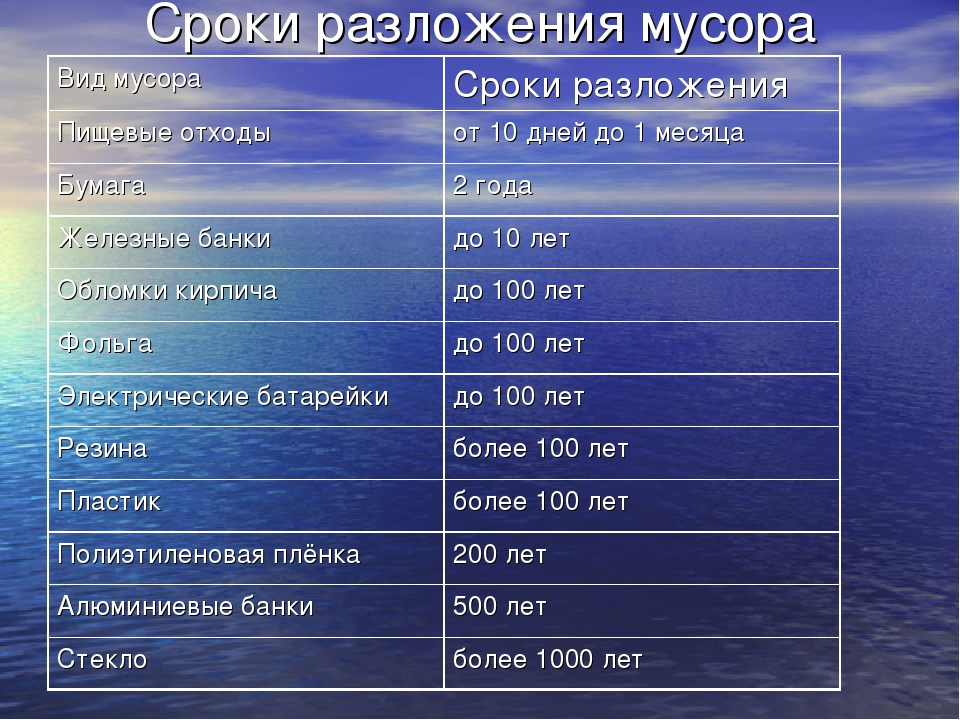 Сроки разложения мусора
Вид мусора
Сроки разложения
Пищевые отходы
от 10 дней до 1 месяца
Бумага
2 года
Железные банки
до 10 лет
Обломки кирпича
до 100 лет
Фольга
до 100 лет
Электрические батарейки
до 100 лет
Резина
более 100 лет
Пластик
более 100 лет
Полиэтиленовая плёнка
200 лет
Алюминиевые банки
500 лет
Стекло
более 1000 лет